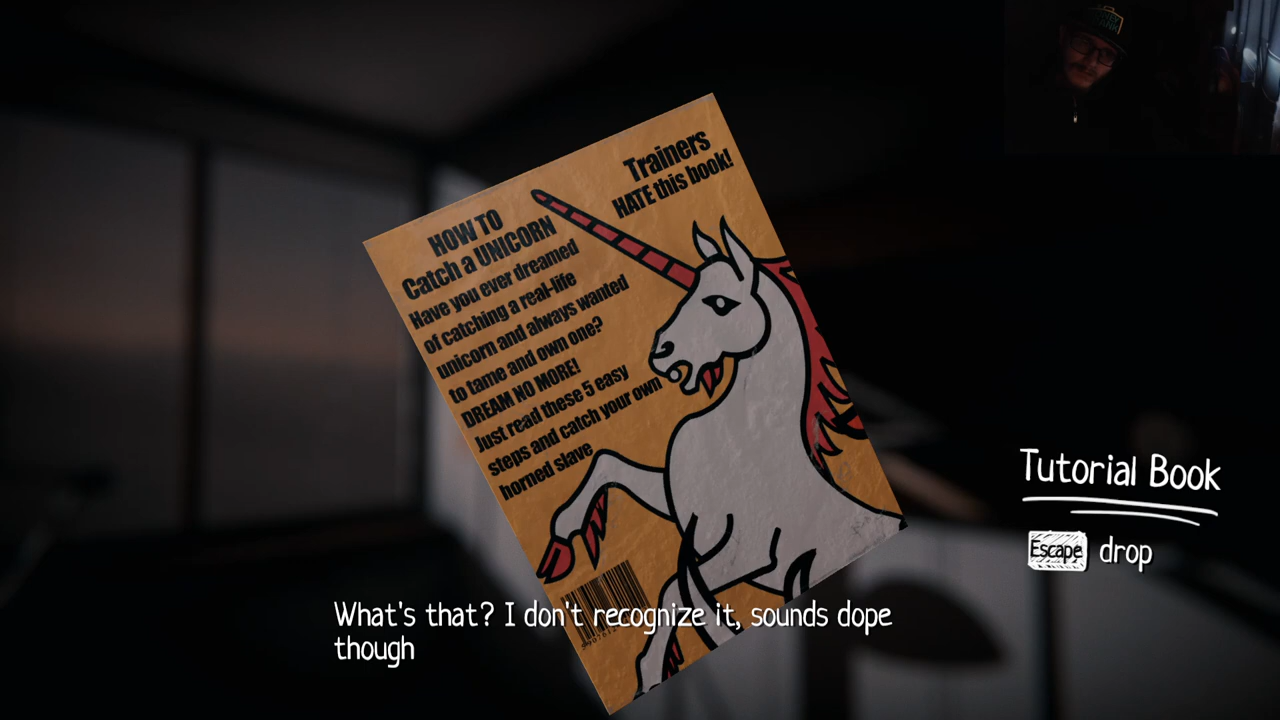 Trainers
HATE this book!
HOW TO
Catch a UNICORN
Have you ever dreamed
of catching a real-life
unicorn and always wanted
to tame and own one?
DREAM NO MORE!
Just read these 5 easy
steps and catch your own
horned slave
What's that? I don't recognize it, sounds dope
though
Tutorial Book
Escape drop